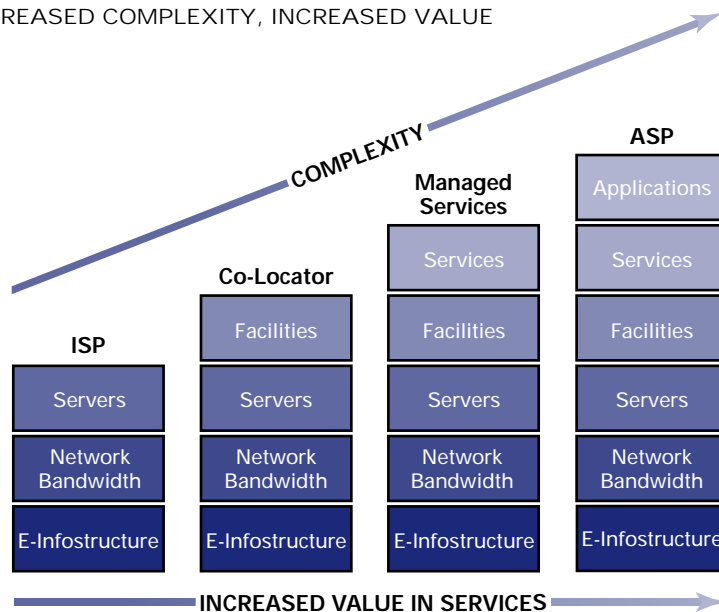 REASED COMPLEXITY, INCREASED VALUE
COMPLEXITY
ASP
Applications
Services
Facilities
Servers
Network
Bandwidth
E-Infostructure
Managed
Services
Services
Facilities
Servers
Network
Bandwidth
E-Infostructure
Co-Locator
Facilities
Servers
Network
Bandwidth
E-Infostructure
ISP
Servers
Network
Bandwidth
E-Infostructure
INCREASED VALUE IN SERVICES